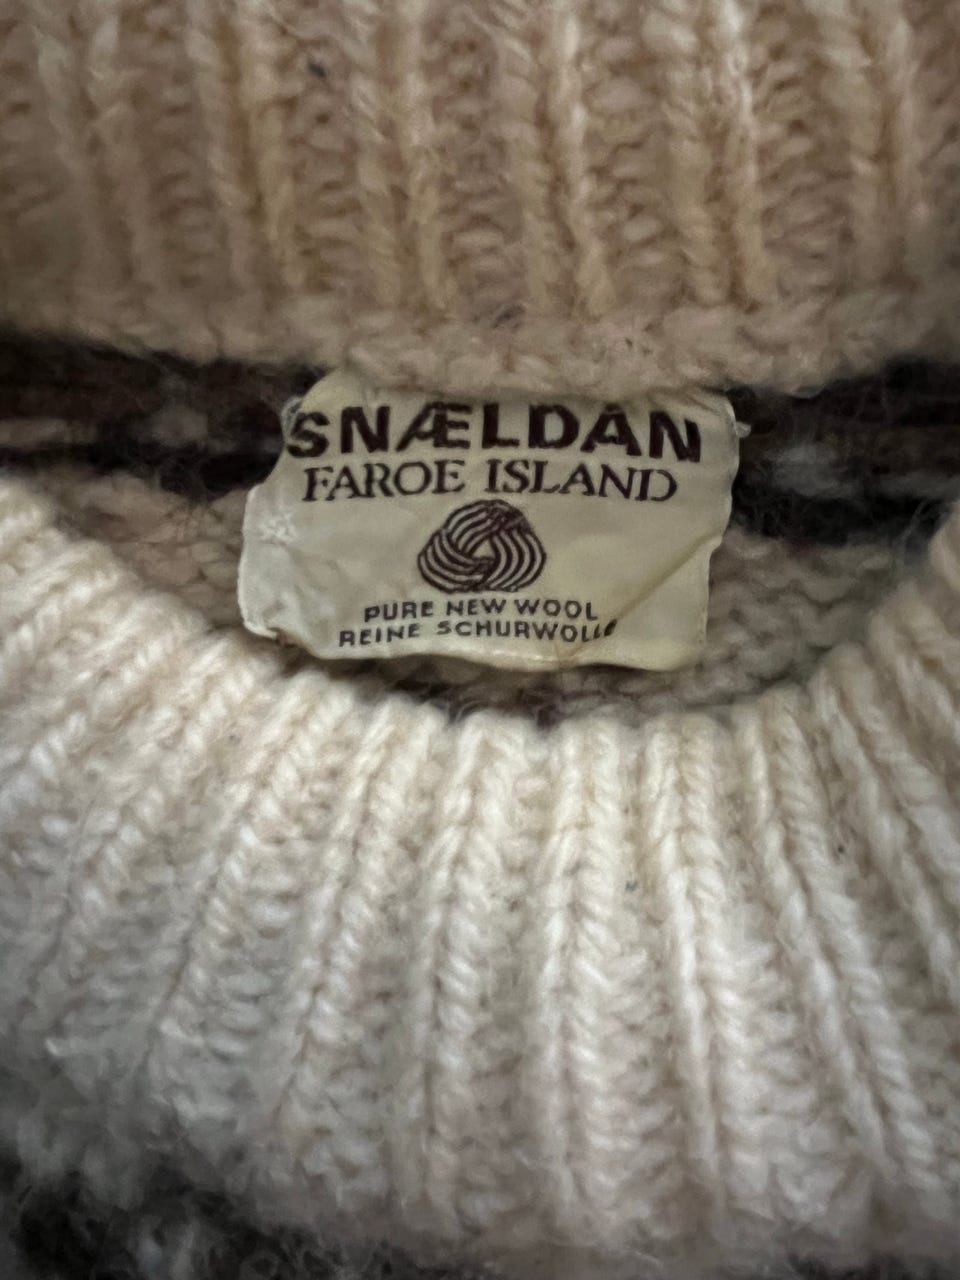 SNÆLDAN
FAROE ISLAND
PURE NEW WOOL
REINE SCHURWOLLE